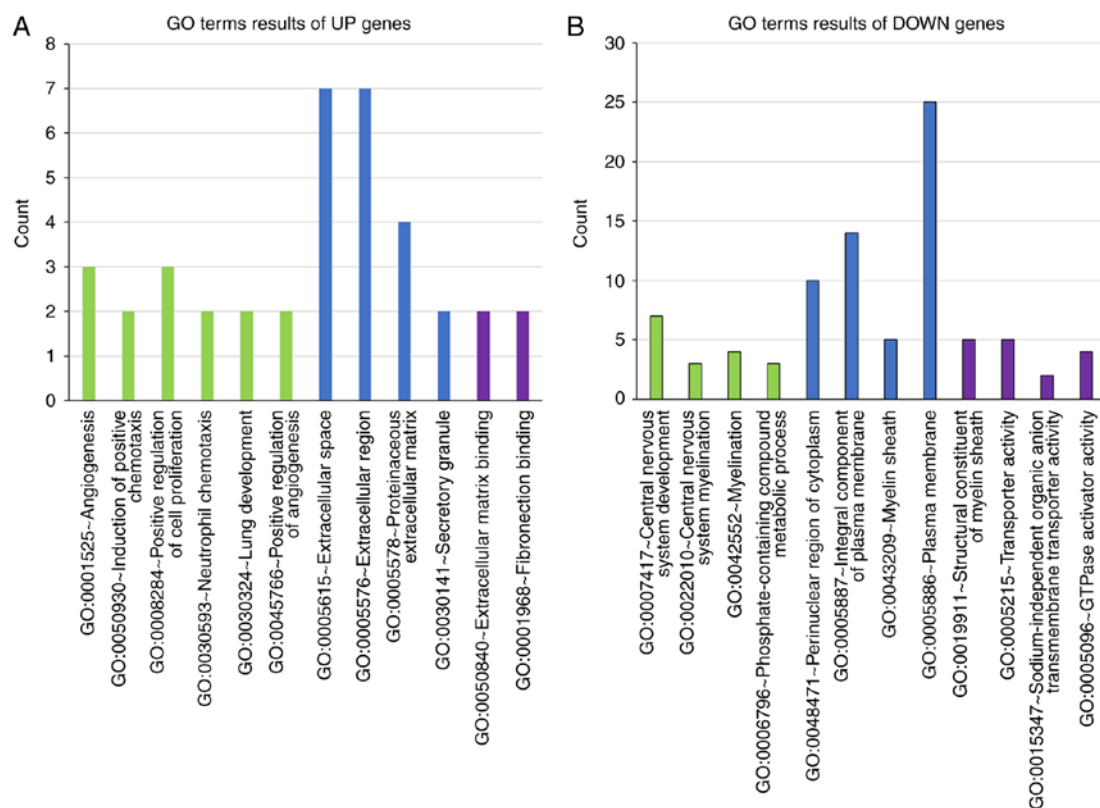 A
GO terms results of UP genes
8
7
6
5
4
3
2
1
0
Count
GO:0001525~Angiogenesis
GO:0050930~Induction of positive
chemotaxis
GO:0008284~Positive regulation
of cell proliferation
GO:0030593~Neutrophil chemotaxis
GO:0030324~Lung development
GO:0045766~Positive regulation
of angiogenesis
GO:0005615~Extracellular space
GO:0005576~Extracellular region
GO:0005578~Proteinaceous
extracellular matrix
GO:0030141~Secretory granule
GO:0050840~Extracellular matrix binding
GO:0001968~Fibronection binding
B
GO terms results of DOWN genes
30
25
20
15
10
5
0
Count
GO:0007417~Central nervous
system development
GO:0022010~Central nervous
system myelination
GO:0042552~Myelination
GO:0006796~Phosphate-containing compound
metabolic process
GO:0048471~Perinuclear region of cytoplasm
GO:0005887~Integral component
of plasma membrane
GO:0043209~Myelin sheath
GO:0005886~Plasma membrane
GO:0019911~Structural constituent
of myelin sheath
GO:0005215~Transporter activity
GO:0015347~Sodium-independent organic anion
transmembrane transporter activity
GO:0005096~GTPase activator activity